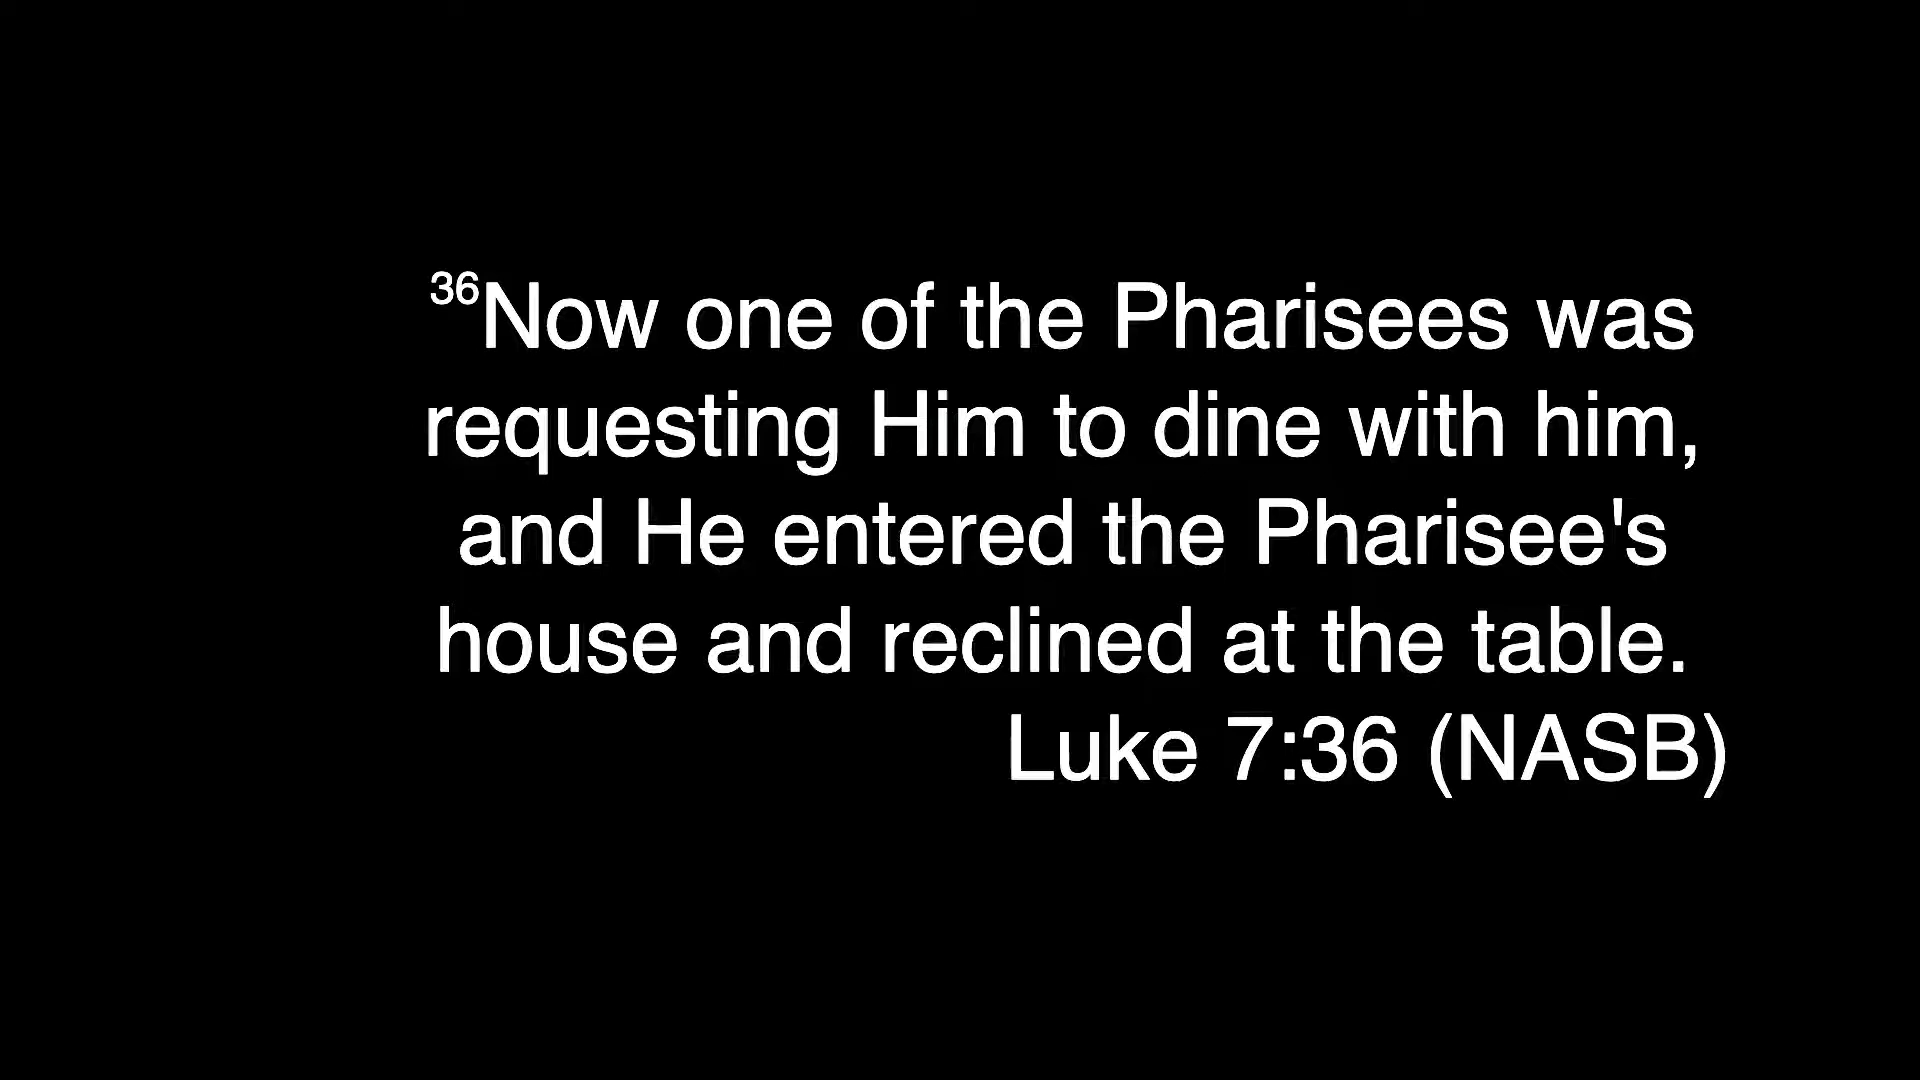 36Now one of the Pharisees was
requesting Him to dine with him,
and He entered the Pharisee's
house and reclined at the table.
Luke 7:36 (NASB)